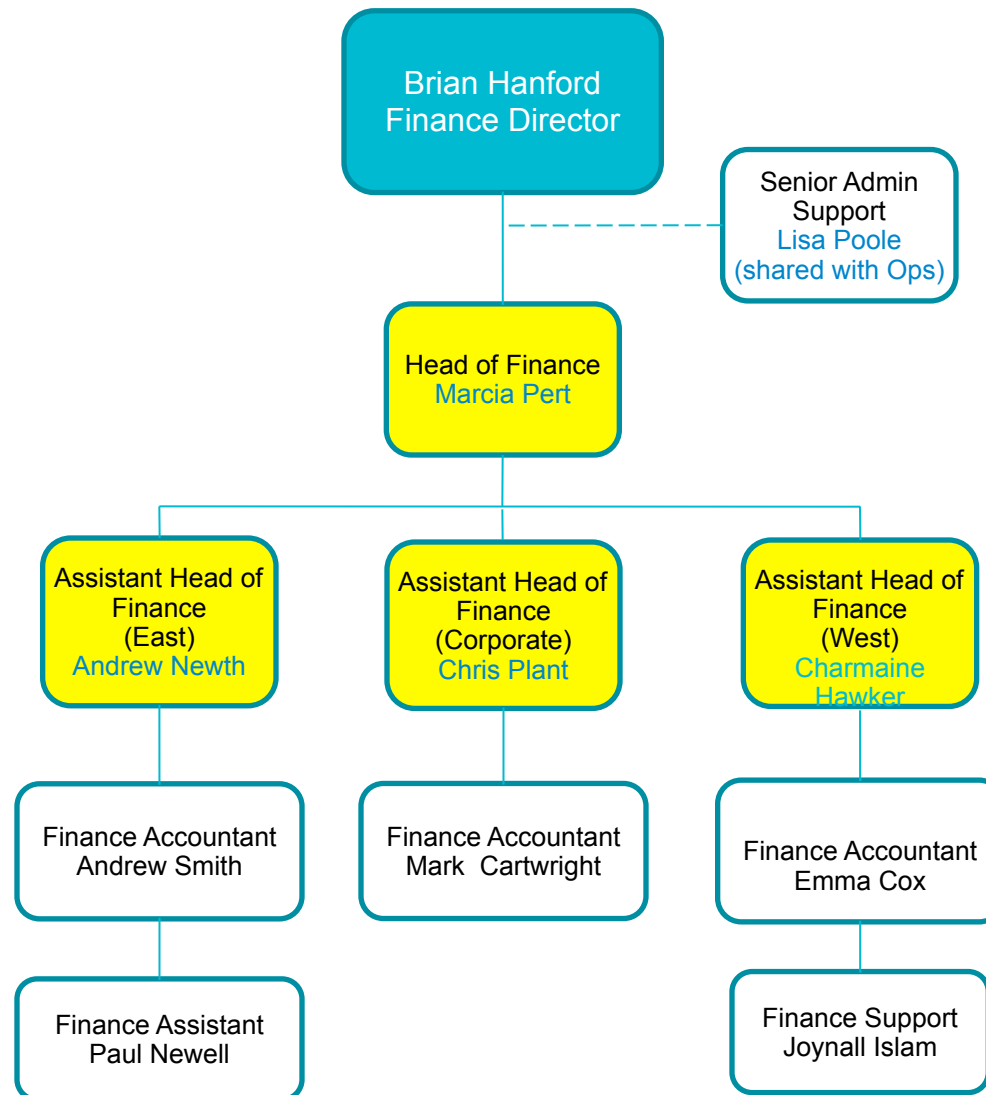 Brian Hanford
Finance Director
Senior Admin
Support
Lisa Poole
(shared with Ops)
Head of Finance
Marcia Pert
Assistant Head of
Finance
(East)
Andrew Newth
Assistant Head of
Finance
(Corporate)
Chris Plant
Assistant Head of
Finance
(West)
Charmaine
Hawker
Finance Accountant
Andrew Smith
Finance Accountant
Mark  Cartwright
Finance Accountant
Emma Cox
Finance Assistant
Paul Newell
Finance Support
Joynall Islam